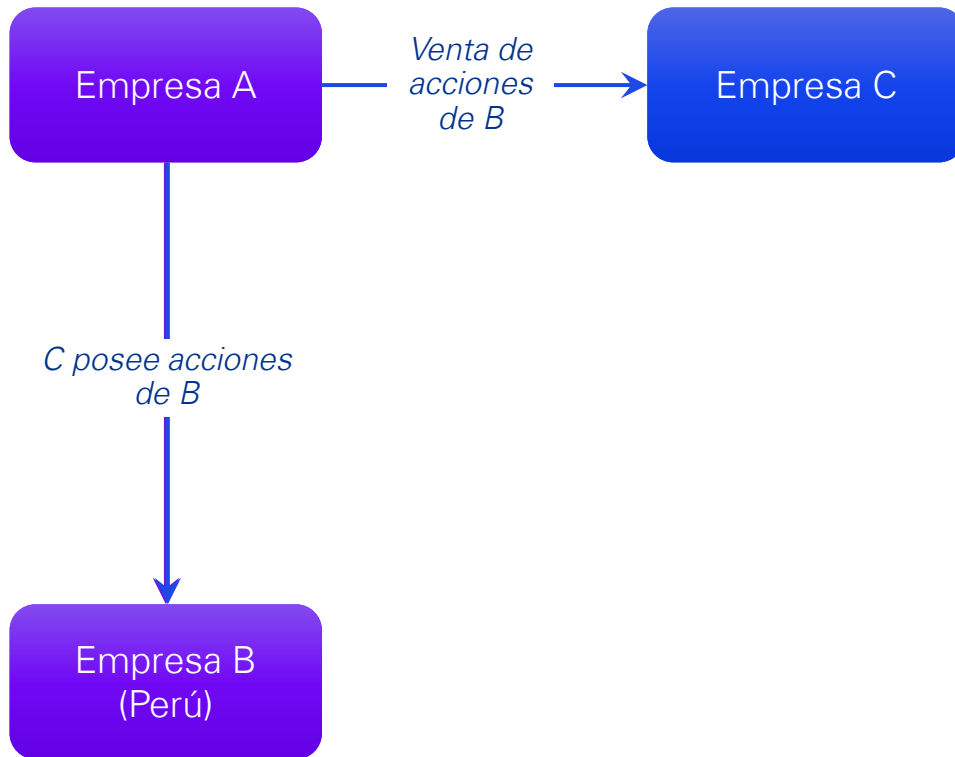 Empresa A
Venta de
acciones
de B
Empresa C
C posee acciones
de B
Empresa B
(Perú)